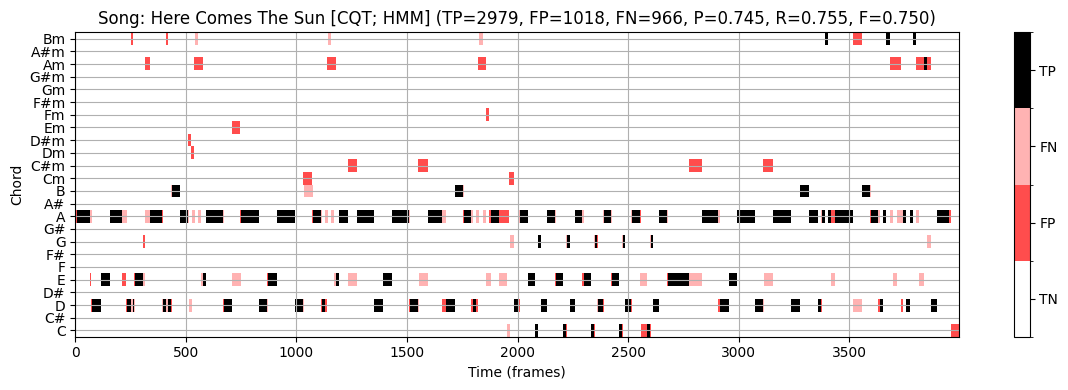 Song: Here Comes The Sun [CQT; HMM] (TP=2979, FP=1018, FN=966, P=0.745, R=0.755, F=0.750)
Chord
Bm
A#m
Am
G#m
Gm
F#m
Fm
Em
D#m
Dm
C#m
Cm
B
A#
A
G#
G
F#
F
E
D#
D
C#
C
0 500 1000 1500 2000 2500 3000 3500
Time (frames)
TP
FN
FP
TN